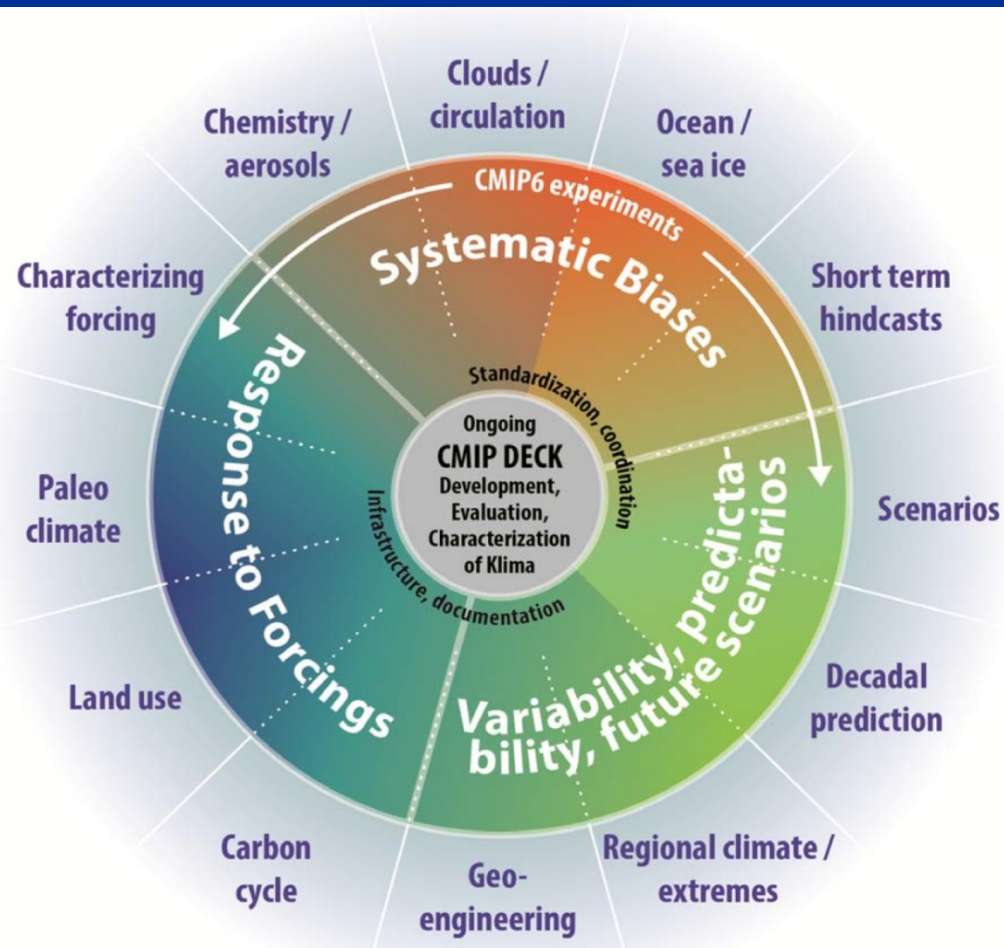 Clouds /
circulation
Ocean /
sea ice
Short term
hindcasts
Scenarios
Decadal
prediction
Regional climate /
extremes
Geo-
engineering
Carbon
cycle
Land use
Paleo
climate
Characterizing
forcing
Chemistry /
aerosols
CMIP6 experiments
Systematic Biases
Variability, predicta-
bility, future scenarios
Response to Forcings
Standardization, coordination
Infrastructure, documentation
Ongoing
CMIP DECK
Development,
Evaluation,
Characterization
of Klima